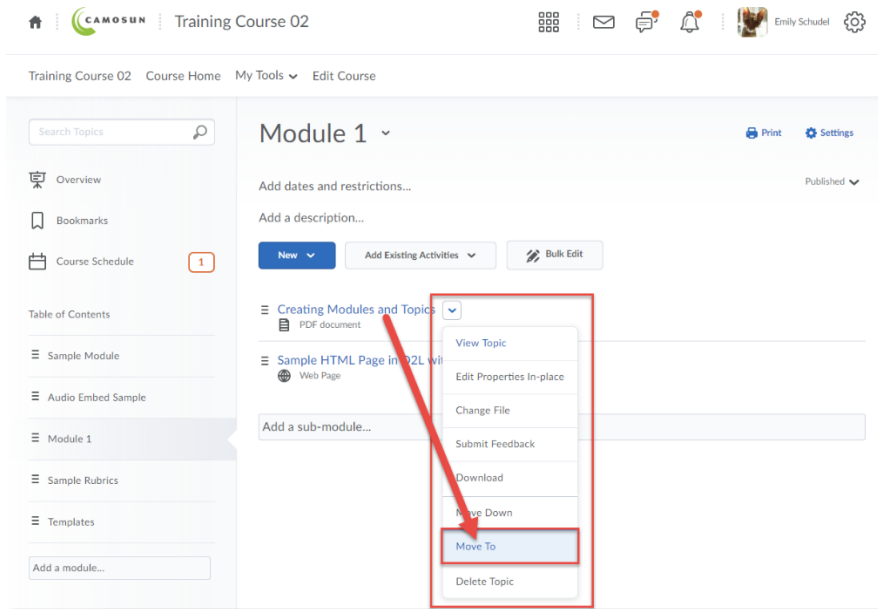 CAMOSUN
Training Course 02
Emily Schudel
Training Course 02 Course Home My Tools Edit Course
Search Topics
Overview
Bookmarks
Course Schedule
1
Table of Contents
Sample Module
Audio Embed Sample
Module 1
Sample Rubrics
Templates
Add a module...
Module 1
Print
Settings
Add dates and restrictions...
Published
Add a description...
New
Add Existing Activities
Bulk Edit
Creating Modules and Topics
PDF document
Sample HTML Page in D2L wit
Web Page
Add a sub-module...
View Topic
Edit Properties In-place
Change File
Submit Feedback
Download
Move Down
Move To
Delete Topic